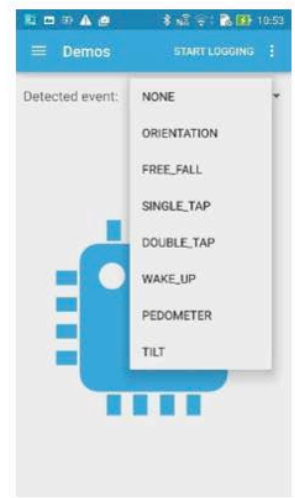 10:53
Demos START LOGGING
Detected event: NONE
ORIENTATION
FREE_FALL
SINGLE_TAP
DOUBLE_TAP
WAKE_UP
PEDOMETER
TILT